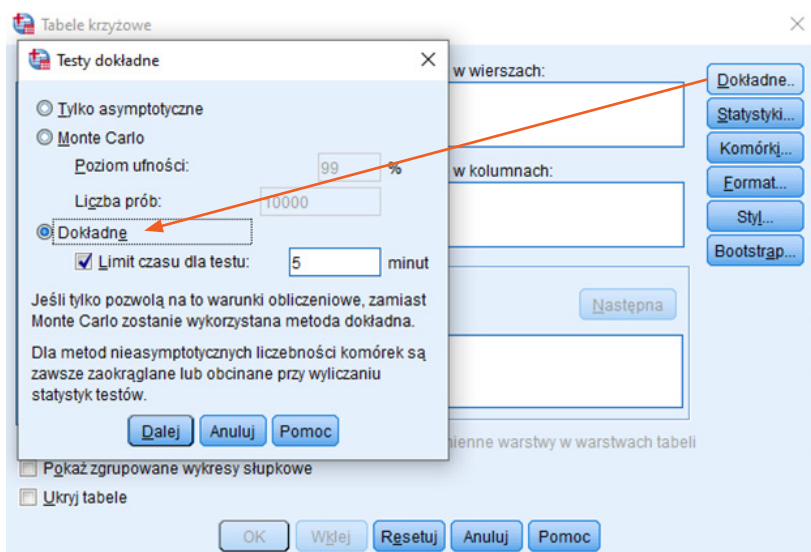 Tabele krzyżowe
Testy dokładne
Tylko asymptotyczne
Monte Carlo
Poziom ufności: 99 %
Liczba prób: 10000
Dokładne
Limit czasu dla testu: 5 minut
Jeśli tylko pozwolą na to warunki obliczeniowe, zamiast
Monte Carlo zostanie wykorzystana metoda dokładna.
Dla metod nieasymptotycznych liczebności komórek są
zawsze zaokrąglane lub obcinane przy wyliczaniu
statystyk testów.
Dalej Anuluj Pomoc
w wierszach:
w kolumnach:
Następna
mienne warstwy w warstwach tabeli
Dokładne..
Statystyki...
Komórki...
Format...
Styl...
Bootstrap...
Pokaż zgrupowane wykresy słupkowe
Ukryj tabele
OK Wklej Resetuj Anuluj Pomoc